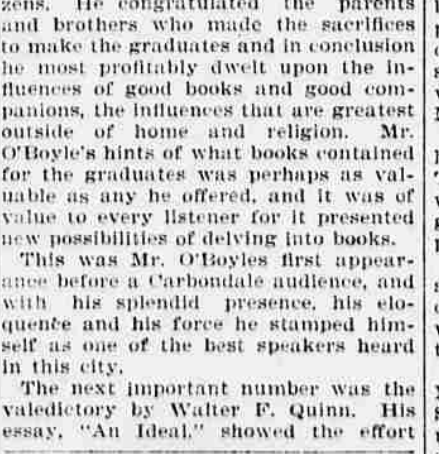 zens. He congratulated the parents
and brothers who made the sacrifices
to make the graduates and in conclusion
he most profitably dwelt upon the in-
fluences of good books and good com-
panions, the influences that are greatest
outside of home and religion. Mr.
O'Boyle's hints of what books contained
for the graduates was perhaps as val-
uable as any he offered, and it was of
value to every listener for it presented
new possibilities of delving into books.
This was Mr. O'Boyles first appear-
ance before a Carbondale audience, and
with his splendid presence, his elo-
quence and his force he stamped him-
self as one of the best speakers heard
in this city.
The next important number was the
valedictory by Walter F. Quinn. His
essay, "An Ideal," showed the effort